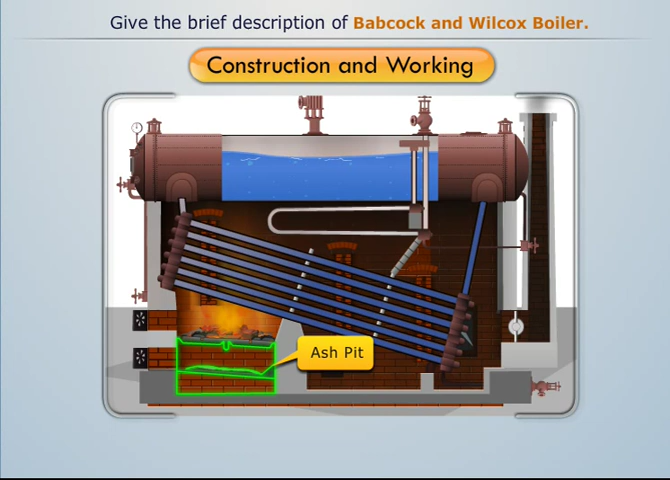 Give the brief description of Babcock and Wilcox Boiler.
Construction and Working
Ash Pit